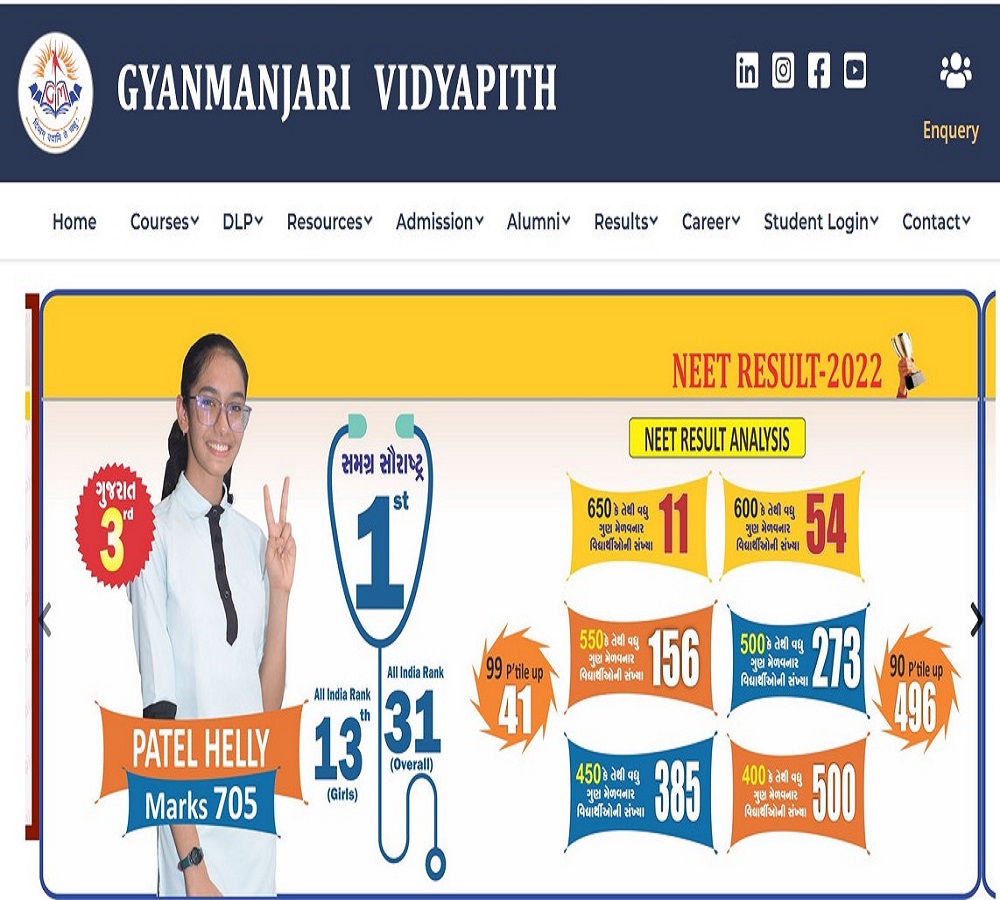 GYANMANJARI VIDYAPITH
Enquery
Home Courses DLP Resources Admission Alumni Results Career Student Login Contact
NEET RESULT-2022
NEET RESULT ANALYSIS
ગુજરાત
3rd
સમગ્ર સૌરાષ્ટ્ર
1st
All India Rank
13th
(Girls)
All India Rank
31
(Overall)
PATEL HELLY
Marks 705
650 કે તેથી વધુ
ગુણ મેળવનાર
વિદ્યાર્થીઓની સંખ્યા
11
600 કે તેથી વધુ
ગુણ મેળવનાર
વિદ્યાર્થીઓની સંખ્યા
54
99 P'tile up
41
550 કે તેથી વધુ
ગુણ મેળવનાર
વિદ્યાર્થીઓની સંખ્યા
156
500 કે તેથી વધુ
ગુણ મેળવનાર
વિદ્યાર્થીઓની સંખ્યા
273
90 P'tile up
496
450 કે તેથી વધુ
ગુણ મેળવનાર
વિદ્યાર્થીઓની સંખ્યા
385
400 કે તેથી વધુ
ગુણ મેળવનાર
વિદ્યાર્થીઓની સંખ્યા
500